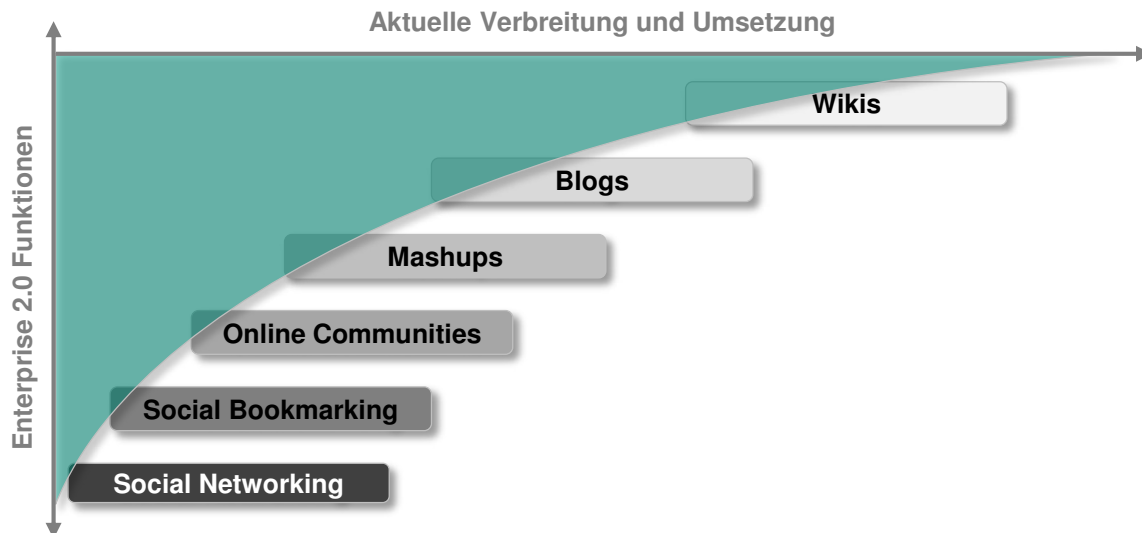 Aktuelle Verbreitung und Umsetzung
Enterprise 2.0 Funktionen
Wikis
Blogs
Mashups
Online Communities
Social Bookmarking
Social Networking